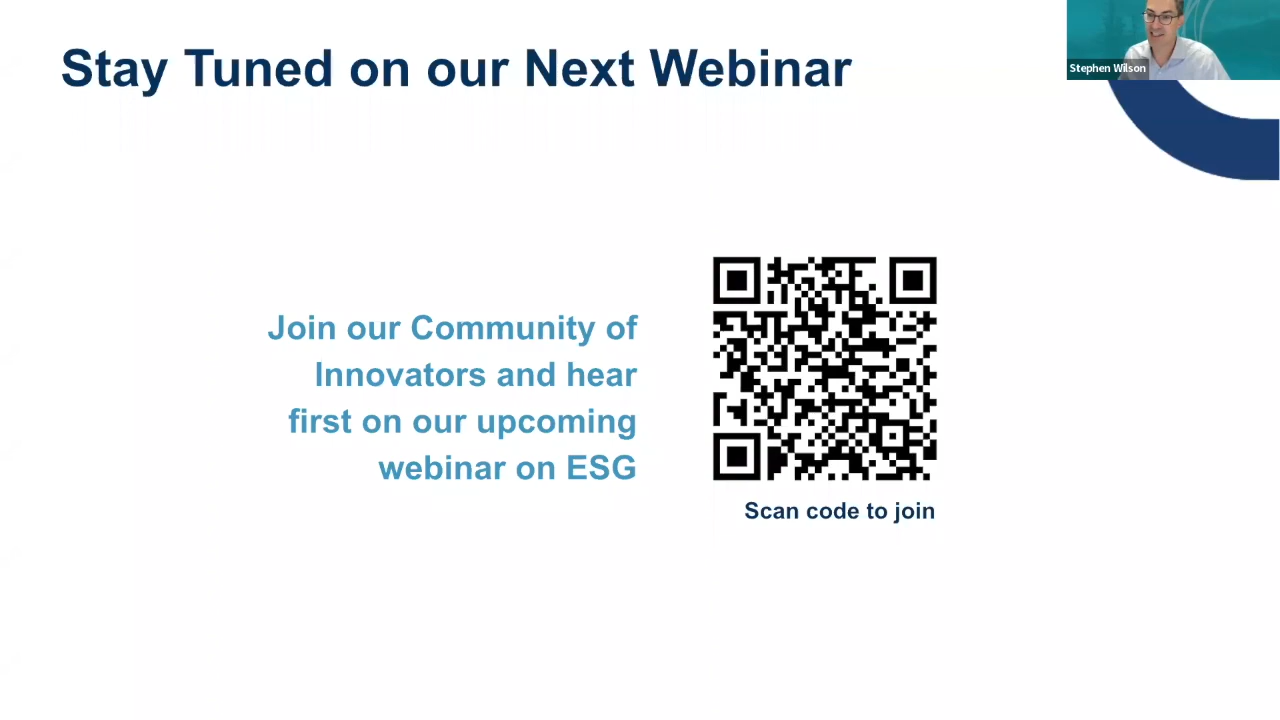 Stay Tuned on our Next Webinar
Stephen Wilson
Join our Community of
Innovators and hear
first on our upcoming
webinar on ESG
Scan code to join